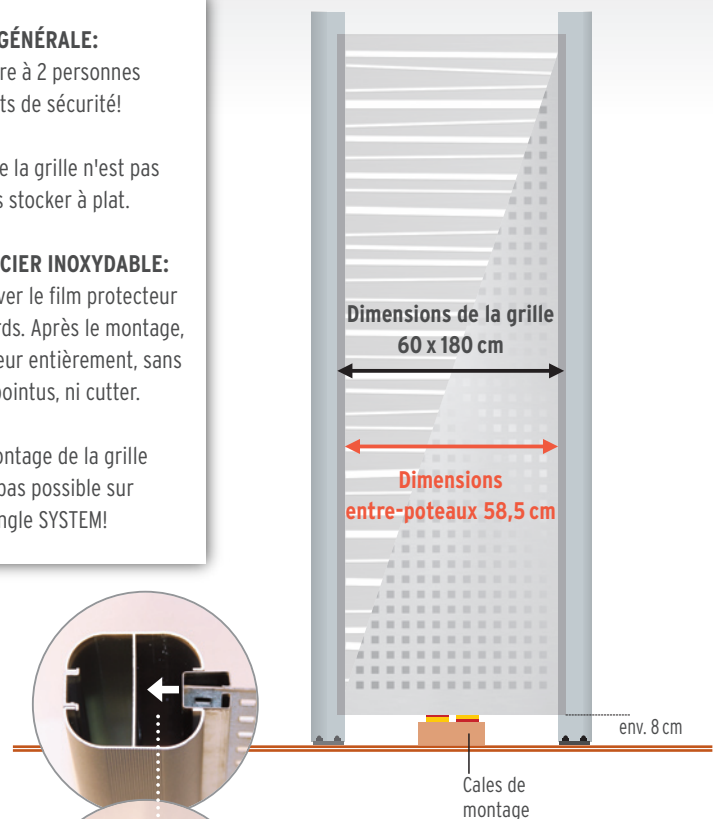 GÉNÉRALE:
re à 2 personnes
ts de sécurité!
e la grille n'est pas
s stocker à plat.
CIER INOXYDABLE:
ver le film protecteur
rds. Après le montage,
eur entièrement, sans
pointus, ni cutter.
ontage de la grille
pas possible sur
ngle SYSTEM!
Dimensions de la grille
60 x 180 cm
Dimensions
entre-poteaux 58,5 cm
env. 8 cm
Cales de
montage